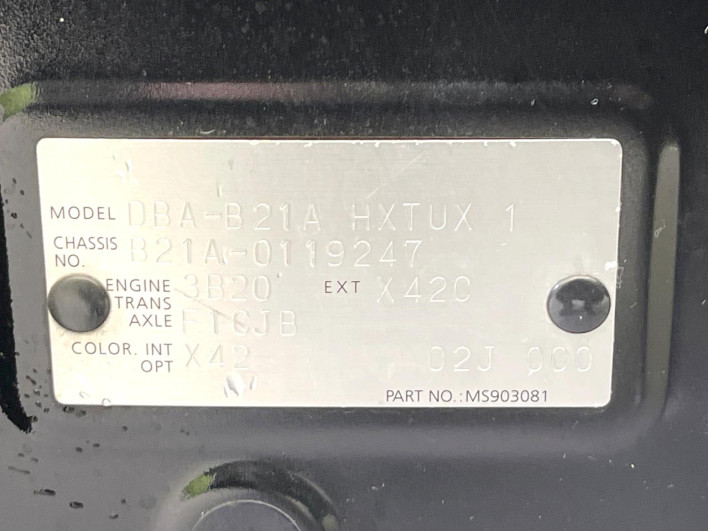 MODEL DBA-B21A HXTUX 1
CHASSIS NO. B21A-0119247
ENGINE 3B20 EXT X42C
TRANS AXLE F1CJB
COLOR. INT OPT X42 02J 0C0
PART NO.:MS903081